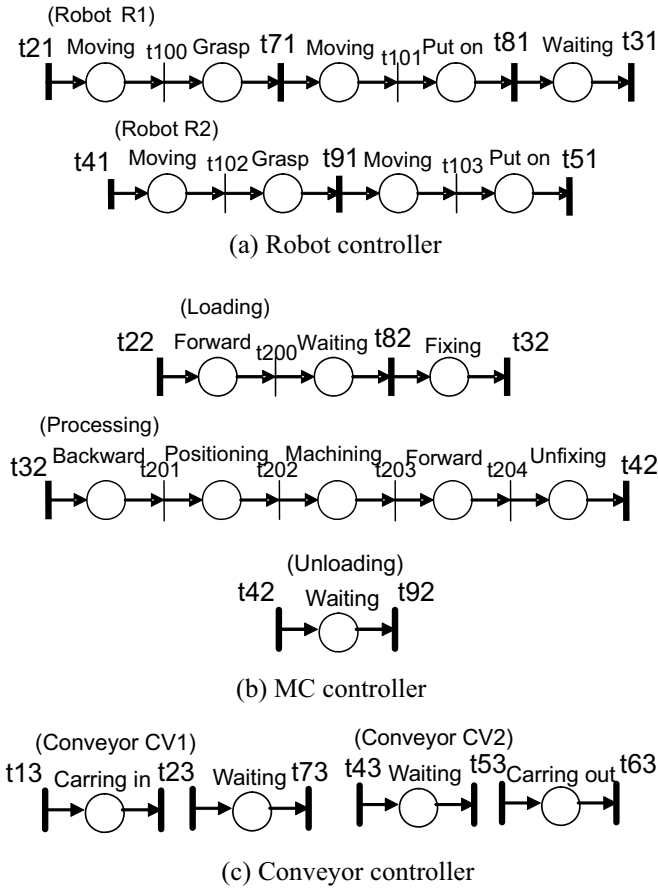 (Robot R1)
t21 Moving t100 Grasp t71 Moving t101 Put on t81 Waiting t31
(Robot R2)
t41 Moving t102 Grasp t91 Moving t103 Put on t51
(a) Robot controller
(Loading)
t22 Forward t200 Waiting t82 Fixing t32
(Processing)
t32 Backward t201 Positioning t202 Machining t203 Forward t204 Unfixing t42
(Unloading)
t42 Waiting t92
(b) MC controller
(Conveyor CV1) (Conveyor CV2)
t13 Carring in t23 Waiting t73 t43 Waiting t53 Carring out t63
(c) Conveyor controller